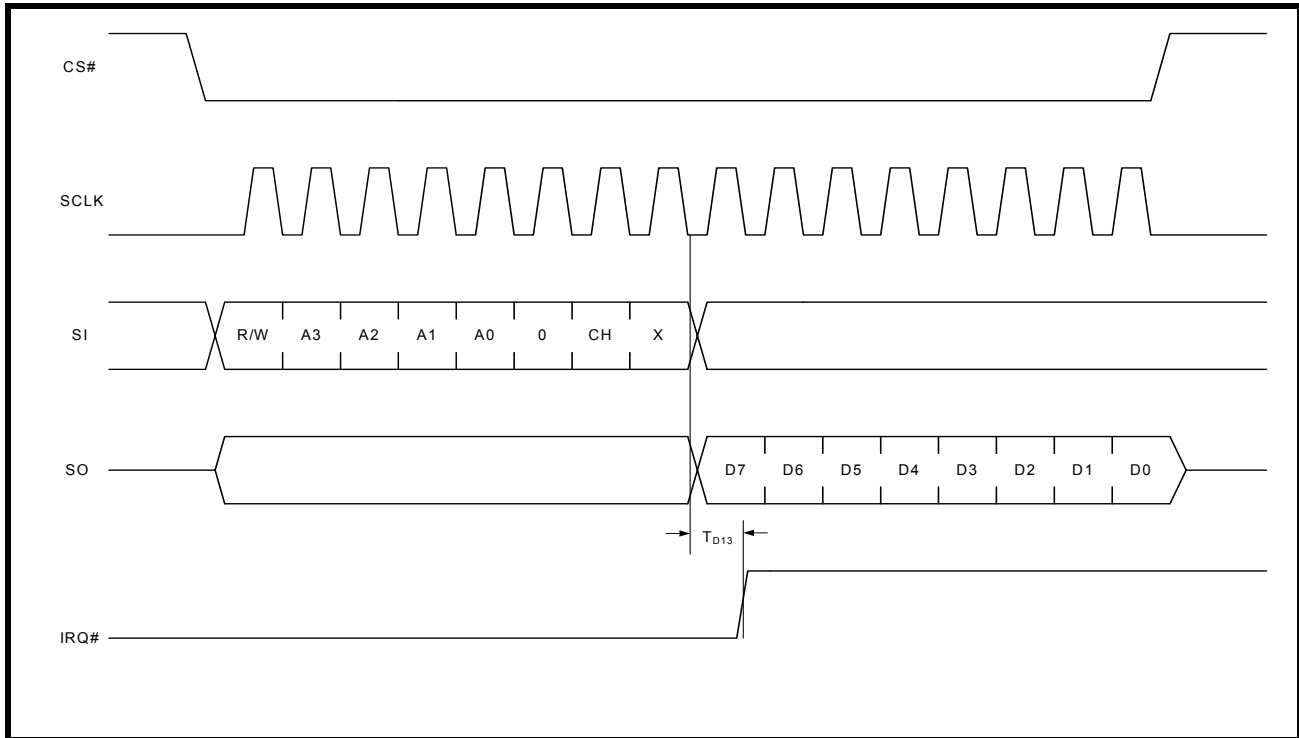 CS#
SCLK
SI
R/W A3 A2 A1 A0 0 CH X
SO
D7 D6 D5 D4 D3 D2 D1 D0
TD13
IRQ#